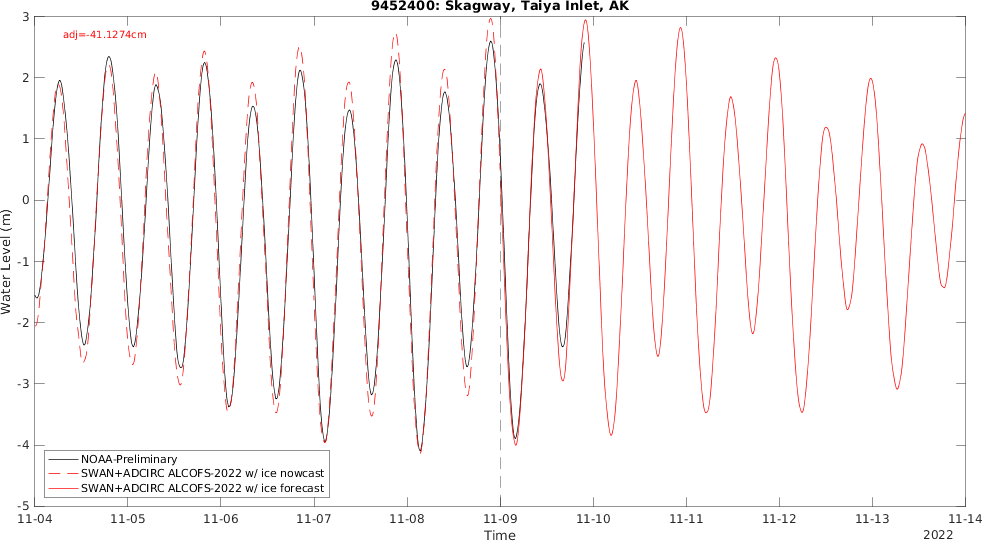 9452400: Skagway, Taiya Inlet, AK
adj=-41.1274cm
3
2
1
0
-1
-2
-3
-4
-5
Water Level (m)
NOAA-Preliminary
SWAN+ADCIRC ALCOFS-2022 w/ ice nowcast
SWAN+ADCIRC ALCOFS-2022 w/ ice forecast
11-04 11-05 11-06 11-07 11-08 11-09 11-10 11-11 11-12 11-13 11-14
Time
2022